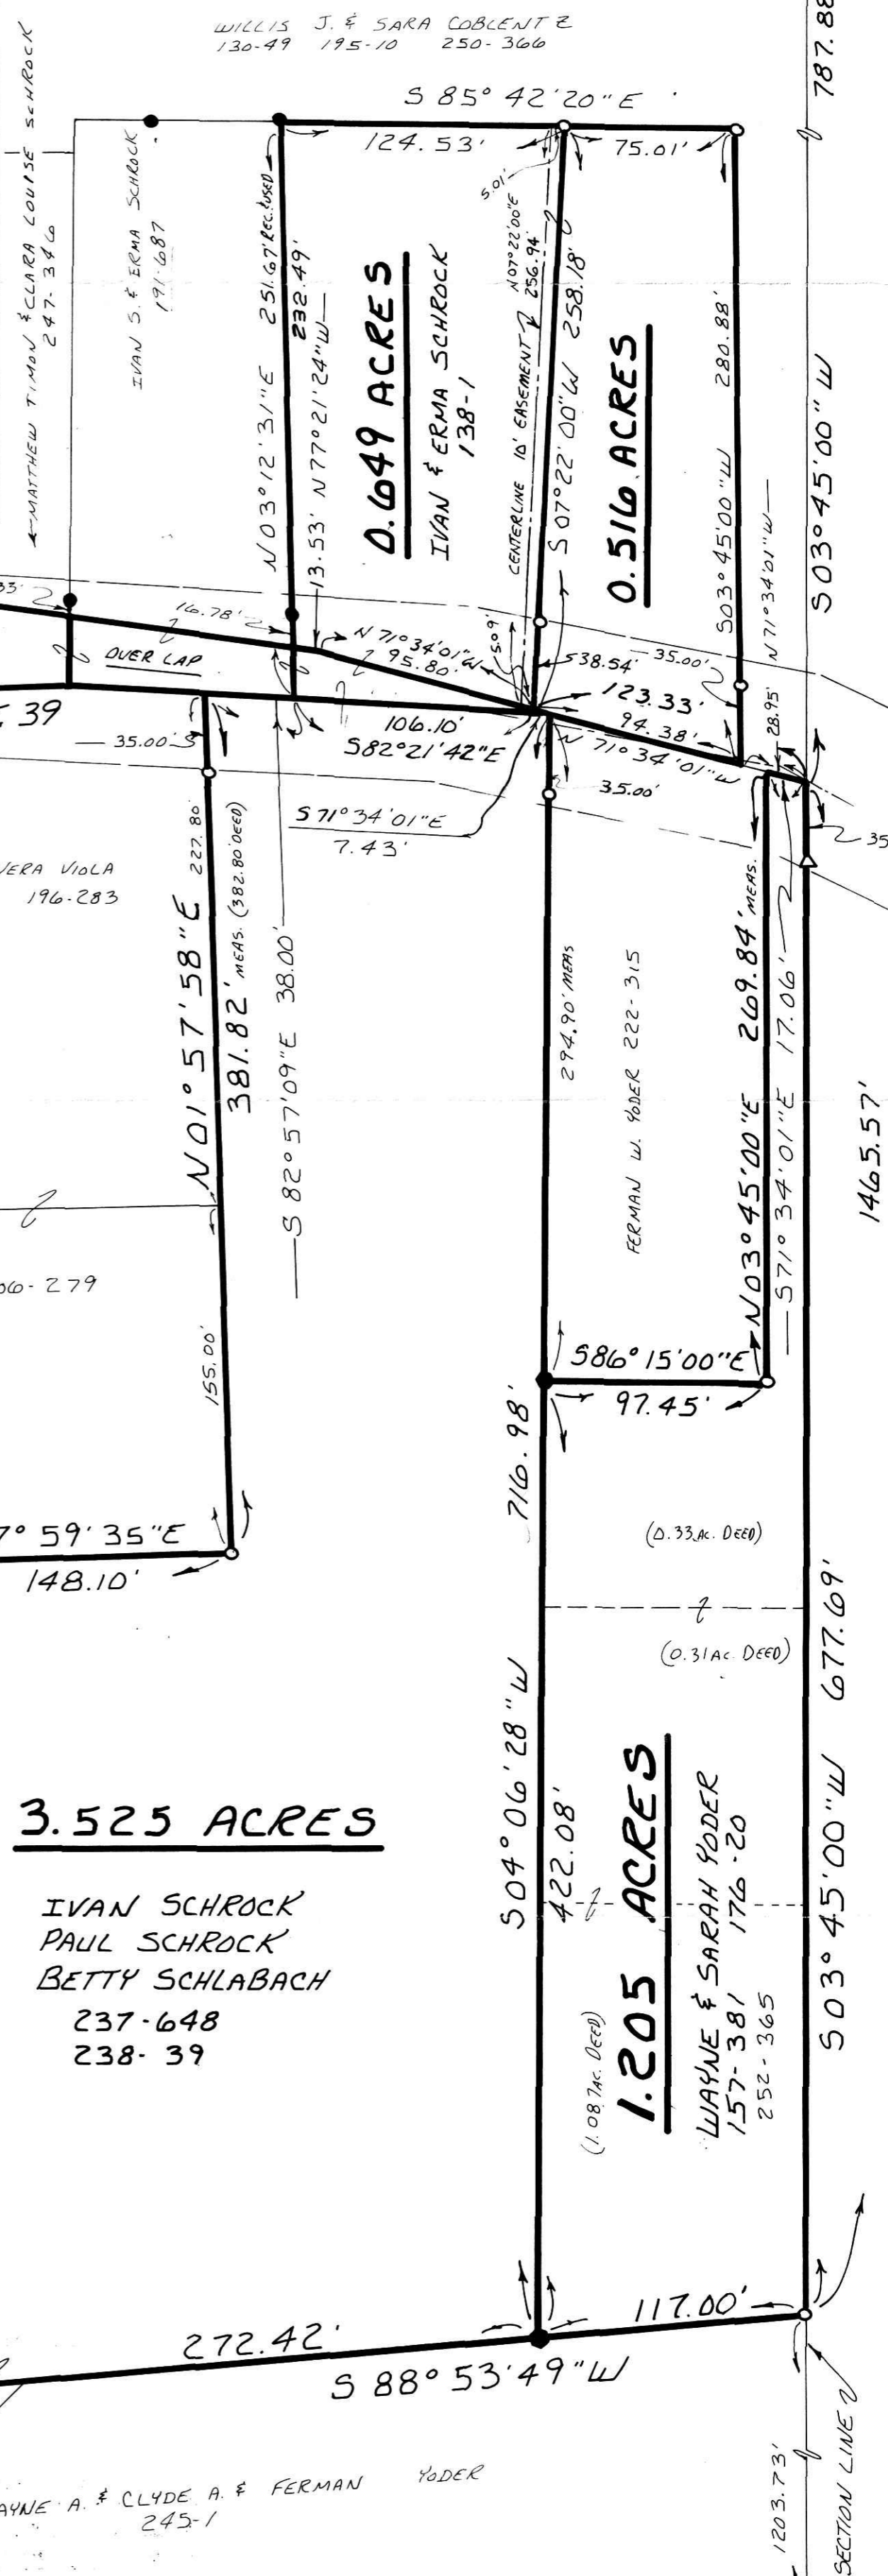 WILLIS J. & SARA COBLENTZ
130-49 195-10 250-366
787.88
S 85° 42' 20" E
124.53'
75.01'
←MATTHEW TIMON & CLARA LOUISE SCHROCK
247-346
IVAN S. & ERMA SCHROCK
191-687
N 03° 12' 31" E 251.67' REC. & USED
232.49'
13.53' N 77° 21' 24" W
0.649 ACRES
IVAN & ERMA SCHROCK
138-1
5.01'
CENTERLINE 10' EASEMENT
N 07° 22' 00" E
256.94'
S 07° 22' 00" W 258.18'
0.516 ACRES
S 03° 45' 00" W 280.88'
N 71° 34' 01" W
28.95'
S 03° 45' 00" W
33'
16.78'
OVERLAP
N 71° 34' 01" W
95.80'
5.09'
38.54'
35.00'
123.33'
94.38'
N 71° 34' 01" W
39
35.00'
106.10'
S 82° 21' 42" E
35.00'
S 71° 34' 01" E
7.43'
35
VERA VIOLA
196-283
N 01° 57' 58" E 227.80'
381.82' MEAS. (382.80' DEED)
S 82° 57' 09" E 38.00'
294.90' MEAS
FERMAN W. YODER 222-315
N 03° 45' 00" E 269.84' MEAS.
S 71° 34' 01" E 17.06'
1465.57'
06-279
155.00'
S 86° 15' 00" E
97.45'
716.98'
7° 59' 35" E
148.10'
(0.33 AC. DEED)
(0.31 AC. DEED)
677.69'
S 04° 06' 28" W
422.08'
3.525 ACRES
IVAN SCHROCK
PAUL SCHROCK
BETTY SCHLABACH
237-648
238-39
(1.087 AC. DEED)
1.205 ACRES
WAYNE & SARAH YODER
157-381 176-20
252-365
S 03° 45' 00" W
272.42'
117.00'
S 88° 53' 49" W
AYNE A. & CLYDE A. & FERMAN YODER
245-1
1203.73'
SECTION LINE